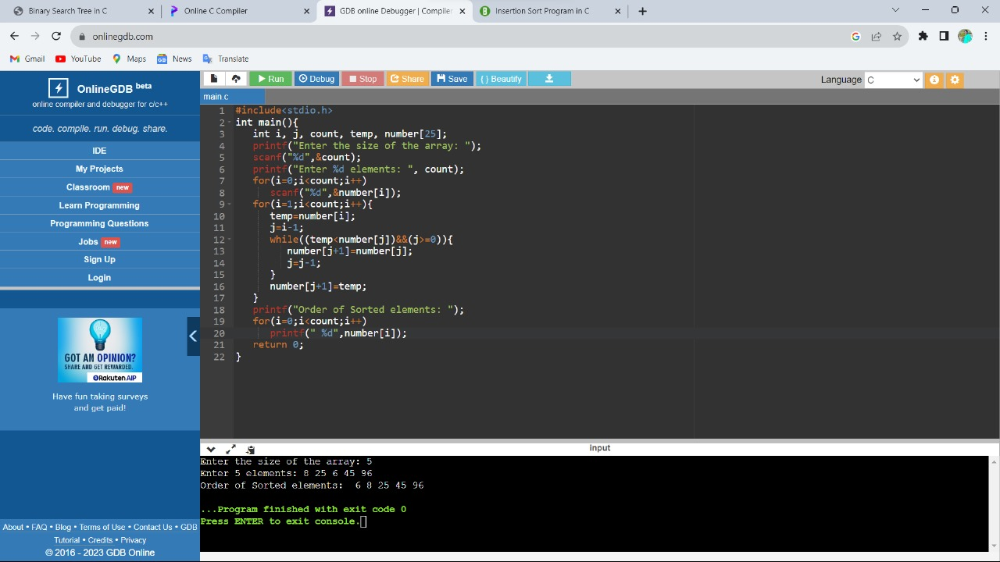 Binary Search Tree in C
Online C Compiler
GDB online Debugger | Compiler
Insertion Sort Program in C
onlinegdb.com
Gmail
YouTube
Maps
News
Translate
OnlineGDB beta
online compiler and debugger for c/c++
code. compile. run. debug. share.
IDE
My Projects
Classroom new
Learn Programming
Programming Questions
Jobs new
Sign Up
Login
GOT AN OPINION?
SHARE AND GET REWARDED.
Rakuten AIP
Have fun taking surveys
and get paid!
About • FAQ • Blog • Terms of Use • Contact Us • GDB
Tutorial • Credits • Privacy
© 2016 - 2023 GDB Online
Run Debug Stop Share Save { } Beautify
Language C
main.c
1 #include<stdio.h>
2 int main(){
3 int i, j, count, temp, number[25];
4 printf("Enter the size of the array: ");
5 scanf("%d",&count);
6 printf("Enter %d elements: ", count);
7 for(i=0;i<count;i++)
8 scanf("%d",&number[i]);
9 for(i=1;i<count;i++){
10 temp=number[i];
11 j=i-1;
12 while((temp<number[j])&&(j>=0)){
13 number[j+1]=number[j];
14 j=j-1;
15 }
16 number[j+1]=temp;
17 }
18 printf("Order of Sorted elements: ");
19 for(i=0;i<count;i++)
20 printf(" %d",number[i]);
21 return 0;
22 }
input
Enter the size of the array: 5
Enter 5 elements: 8 25 6 45 96
Order of Sorted elements:  6 8 25 45 96
...Program finished with exit code 0
Press ENTER to exit console.